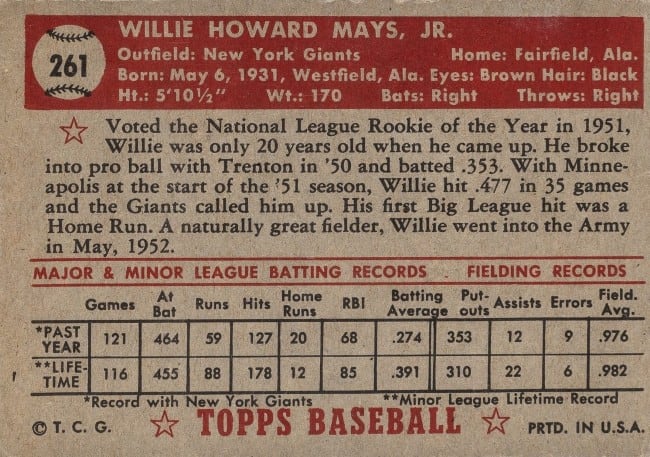 261
WILLIE HOWARD MAYS, JR.
Outfield: New York Giants Home: Fairfield, Ala.
Born: May 6, 1931, Westfield, Ala. Eyes: Brown Hair: Black
Ht.: 5'10½" Wt.: 170 Bats: Right Throws: Right
Voted the National League Rookie of the Year in 1951,
Willie was only 20 years old when he came up. He broke
into pro ball with Trenton in '50 and batted .353. With Minne-
apolis at the start of the '51 season, Willie hit .477 in 35 games
and the Giants called him up. His first Big League hit was a
Home Run. A naturally great fielder, Willie went into the Army
in May, 1952.
MAJOR & MINOR LEAGUE BATTING RECORDS FIELDING RECORDS
Games At Bat Runs Hits Home Runs RBI Batting Average Put-outs Assists Errors Field. Avg.
*PAST YEAR 121 464 59 127 20 68 .274 353 12 9 .976
**LIFE-TIME 116 455 88 178 12 85 .391 310 22 6 .982
*Record with New York Giants **Minor League Lifetime Record
© T. C. G. TOPPS BASEBALL PRTD. IN U.S.A.